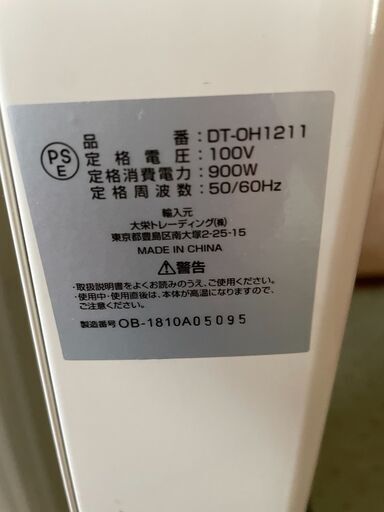 PS
E
品番：DT-OH1211
定格電圧：100V
定格消費電力：900W
定格周波数：50/60Hz
輸入元
大栄トレーディング㈱
東京都豊島区南大塚2-25-15
MADE IN CHINA
⚠警告
・取扱説明書をよくお読みのうえ、ご使用ください。
・使用中・使用直後は、本体が高温になりますので、
ご注意ください。
製造番号 OB-1810A05095